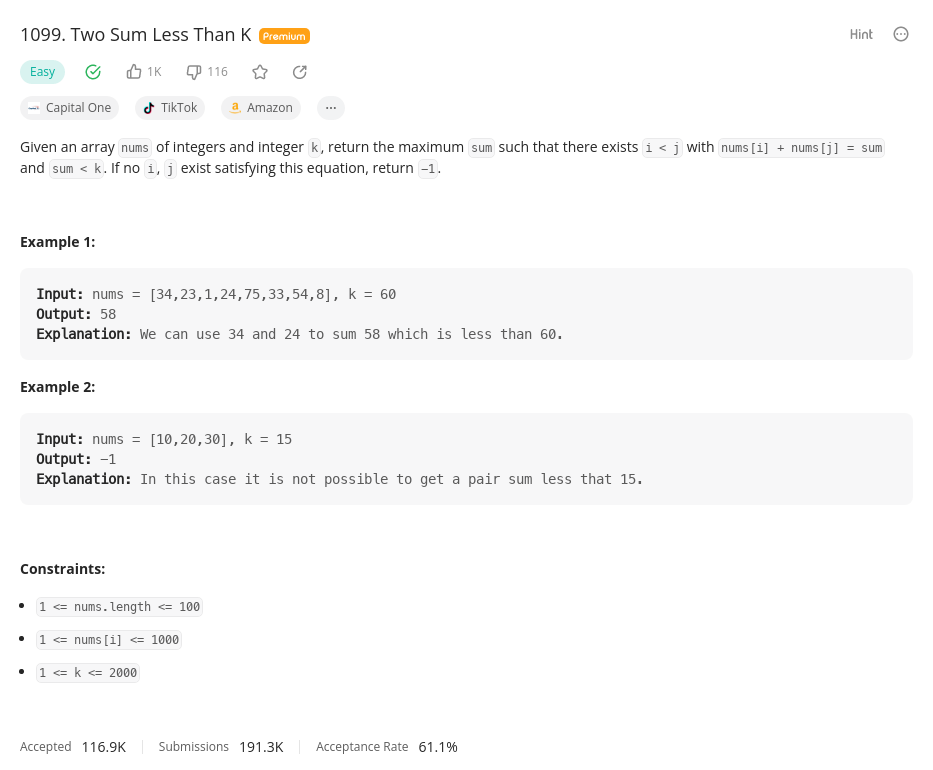 1099. Two Sum Less Than K Premium Hint
Easy 1K 116
Capital One TikTok Amazon ...
Given an array nums of integers and integer k, return the maximum sum such that there exists i < j with nums[i] + nums[j] = sum
and sum < k. If no i, j exist satisfying this equation, return -1.
Example 1:
Input: nums = [34,23,1,24,75,33,54,8], k = 60
Output: 58
Explanation: We can use 34 and 24 to sum 58 which is less than 60.
Example 2:
Input: nums = [10,20,30], k = 15
Output: -1
Explanation: In this case it is not possible to get a pair sum less that 15.
Constraints:
• 1 <= nums.length <= 100
• 1 <= nums[i] <= 1000
• 1 <= k <= 2000
Accepted 116.9K Submissions 191.3K Acceptance Rate 61.1%